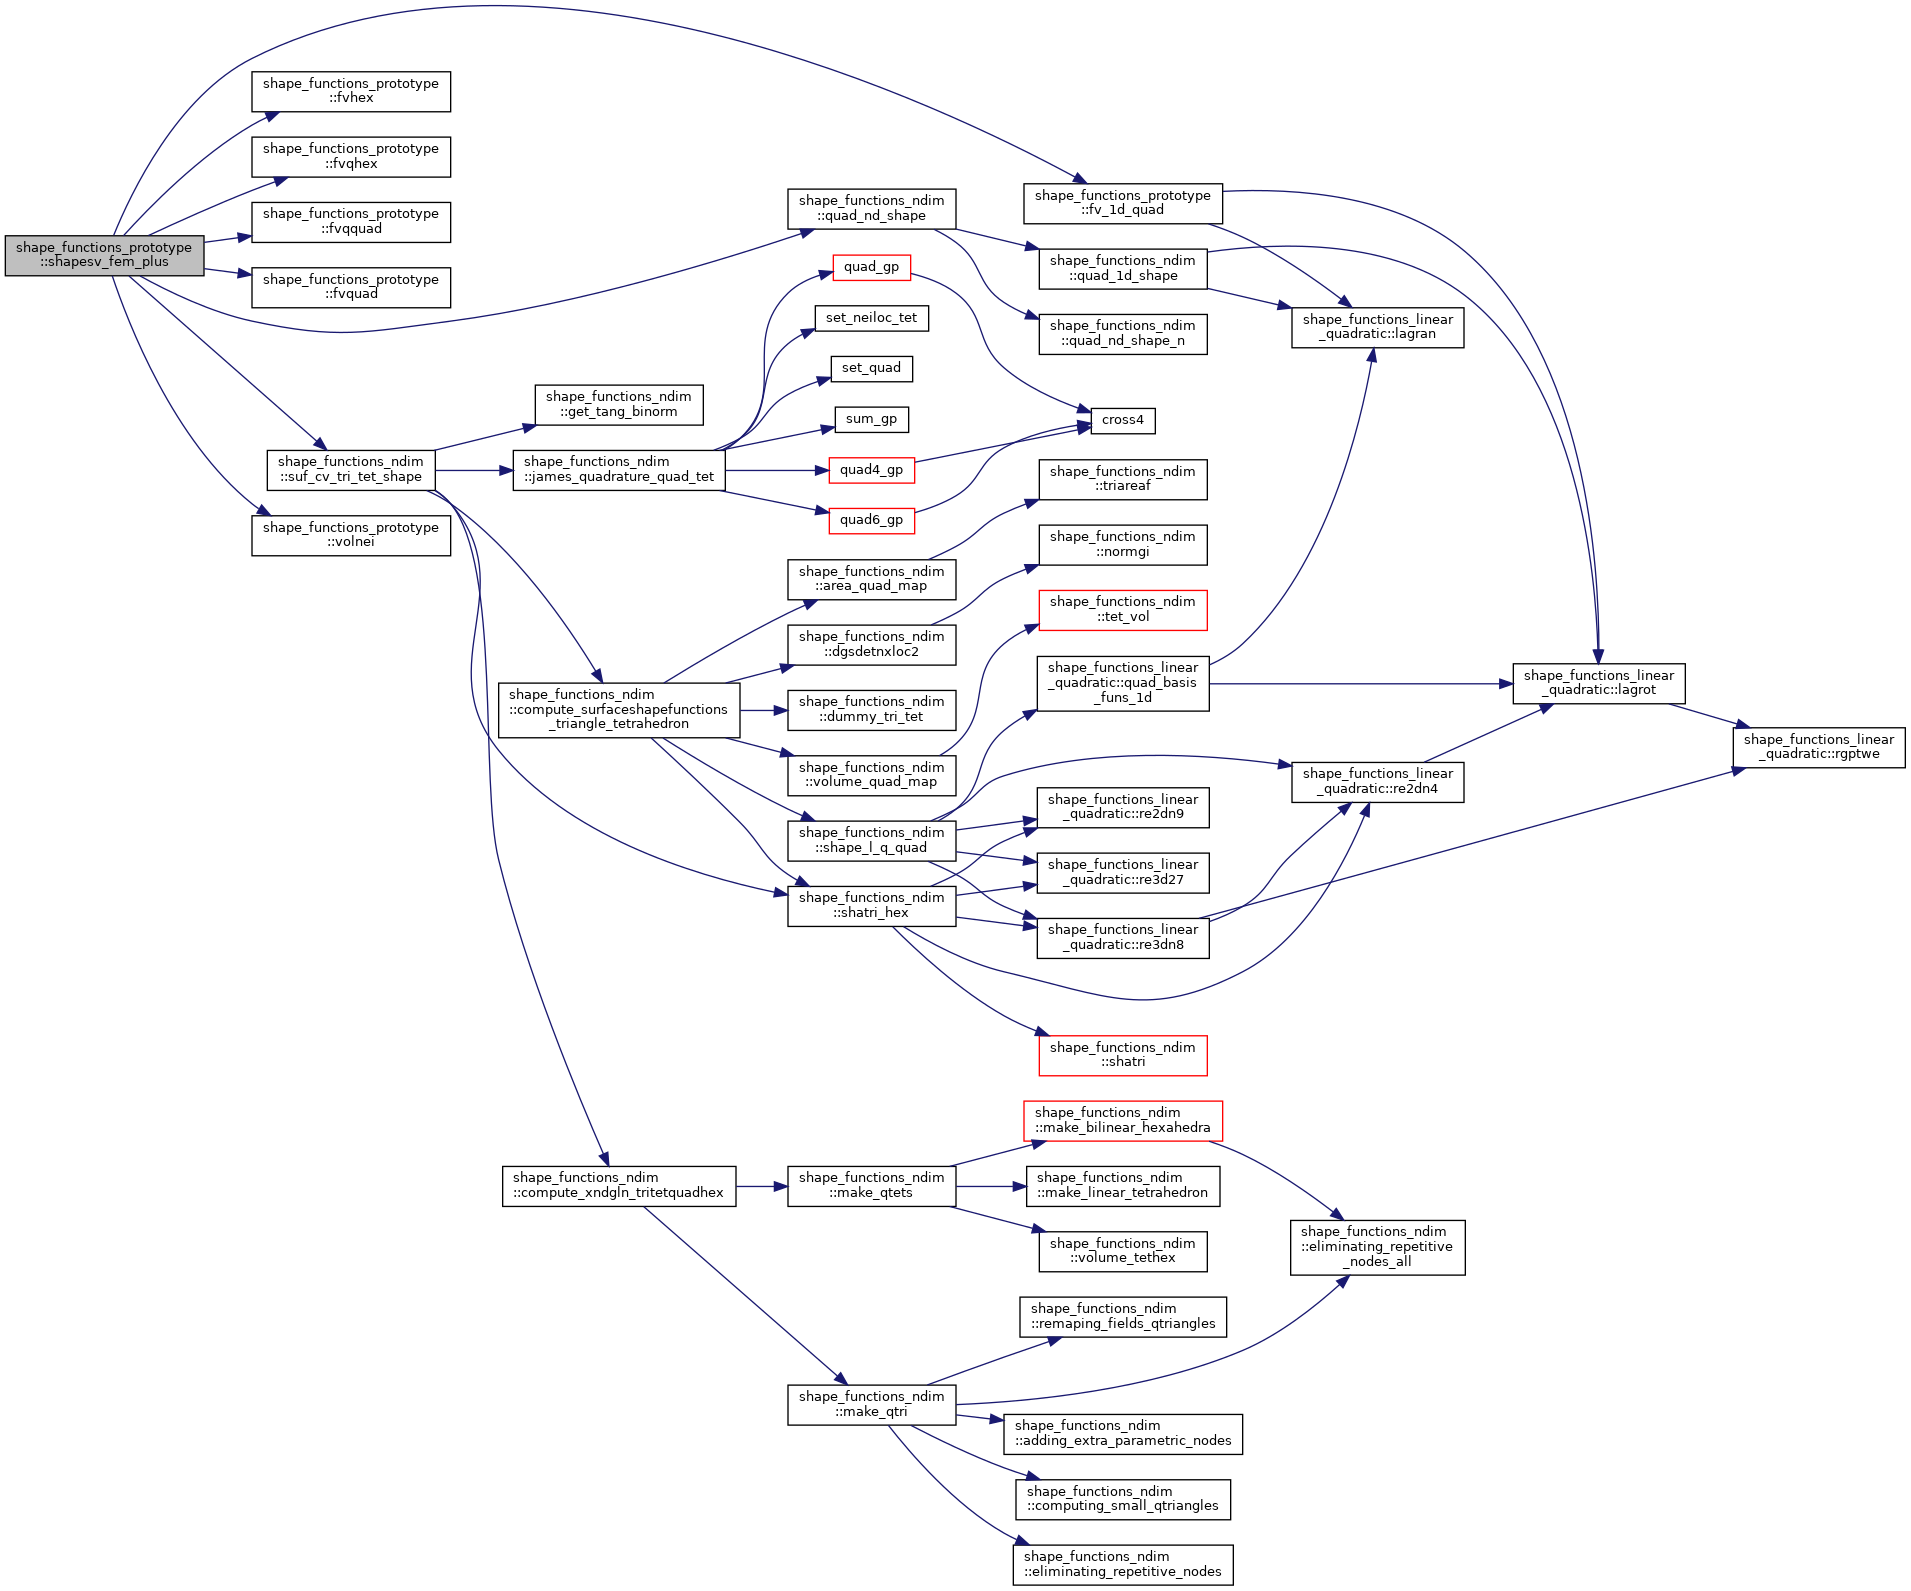 shape_functions_prototype
::shapesv_fem_plus
shape_functions_prototype
::fvhex
shape_functions_prototype
::fvqhex
shape_functions_prototype
::fvqquad
shape_functions_prototype
::fvquad
shape_functions_ndim
::suf_cv_tri_tet_shape
shape_functions_prototype
::volnei
shape_functions_ndim
::get_tang_binorm
shape_functions_ndim
::james_quadrature_quad_tet
shape_functions_ndim
::compute_surfaceshapefunctions
_triangle_tetrahedron
shape_functions_ndim
::compute_xndgln_tritetquadhex
shape_functions_ndim
::quad_nd_shape
quad_gp
set_neiloc_tet
set_quad
sum_gp
quad4_gp
quad6_gp
shape_functions_ndim
::area_quad_map
shape_functions_ndim
::dgsdetnxloc2
shape_functions_ndim
::dummy_tri_tet
shape_functions_ndim
::volume_quad_map
shape_functions_ndim
::shape_l_q_quad
shape_functions_ndim
::shatri_hex
shape_functions_ndim
::make_qtets
shape_functions_ndim
::make_qtri
shape_functions_prototype
::fv_1d_quad
shape_functions_ndim
::quad_1d_shape
shape_functions_ndim
::quad_nd_shape_n
cross4
shape_functions_ndim
::triareaf
shape_functions_ndim
::normgi
shape_functions_ndim
::tet_vol
shape_functions_linear
_quadratic::quad_basis
_funs_1d
shape_functions_linear
_quadratic::re2dn9
shape_functions_linear
_quadratic::re3d27
shape_functions_linear
_quadratic::re3dn8
shape_functions_ndim
::shatri
shape_functions_ndim
::make_bilinear_hexahedra
shape_functions_ndim
::make_linear_tetrahedron
shape_functions_ndim
::volume_tethex
shape_functions_ndim
::remaping_fields_qtriangles
shape_functions_ndim
::adding_extra_parametric_nodes
shape_functions_ndim
::computing_small_qtriangles
shape_functions_ndim
::eliminating_repetitive_nodes
shape_functions_linear
_quadratic::lagran
shape_functions_linear
_quadratic::re2dn4
shape_functions_ndim
::eliminating_repetitive
_nodes_all
shape_functions_linear
_quadratic::lagrot
shape_functions_linear
_quadratic::rgptwe